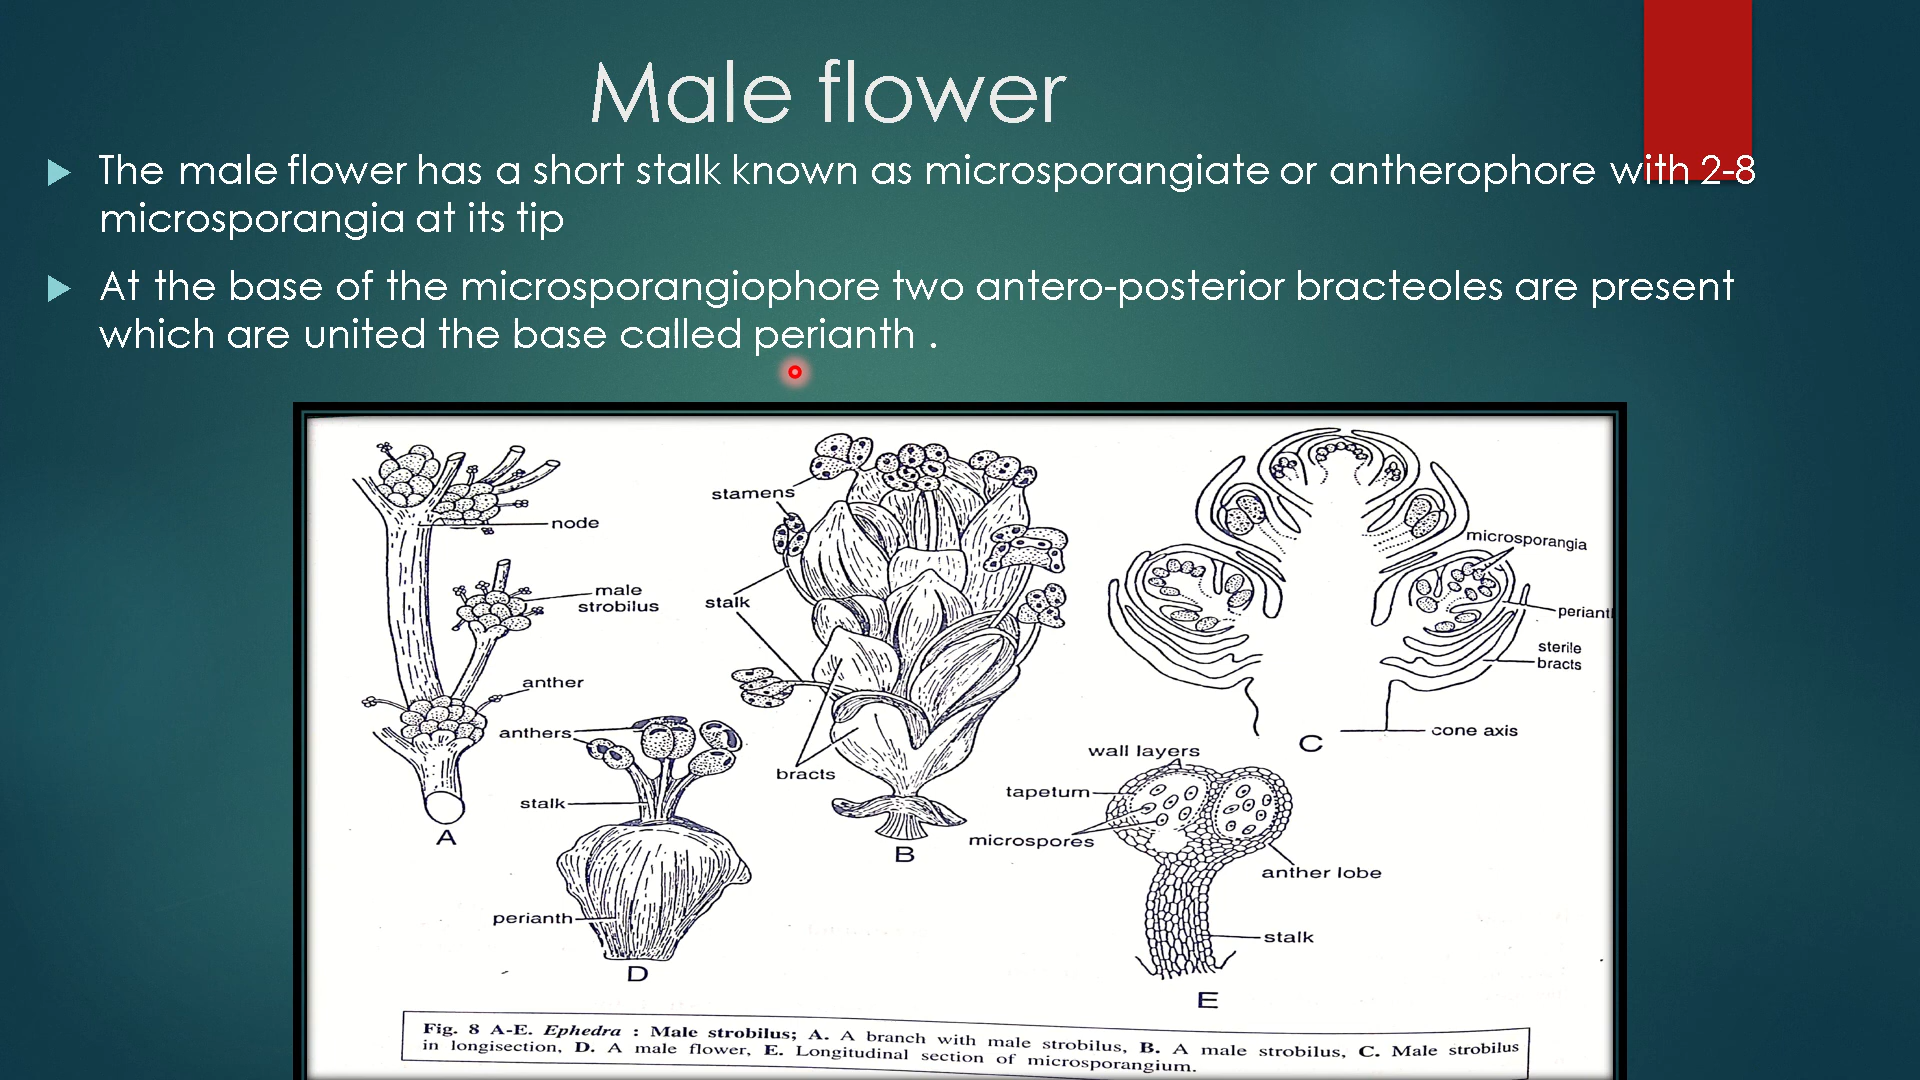 Male flower
The male flower has a short stalk known as microsporangiate or antherophore with 2-8
microsporangia at its tip
At the base of the microsporangiophore two antero-posterior bracteoles are present
which are united the base called perianth .
node
male
strobilus
anther
A
stamens
stalk
bracts
B
microsporangia
perianth
sterile
bracts
cone axis
C
anthers
stalk
perianth
D
wall layers
tapetum
microspores
anther lobe
stalk
E
Fig. 8 A-E. Ephedra : Male strobilus; A. A branch with male strobilus, B. A male strobilus, C. Male strobilus
in longisection, D. A male flower, E. Longitudinal section of microsporangium.